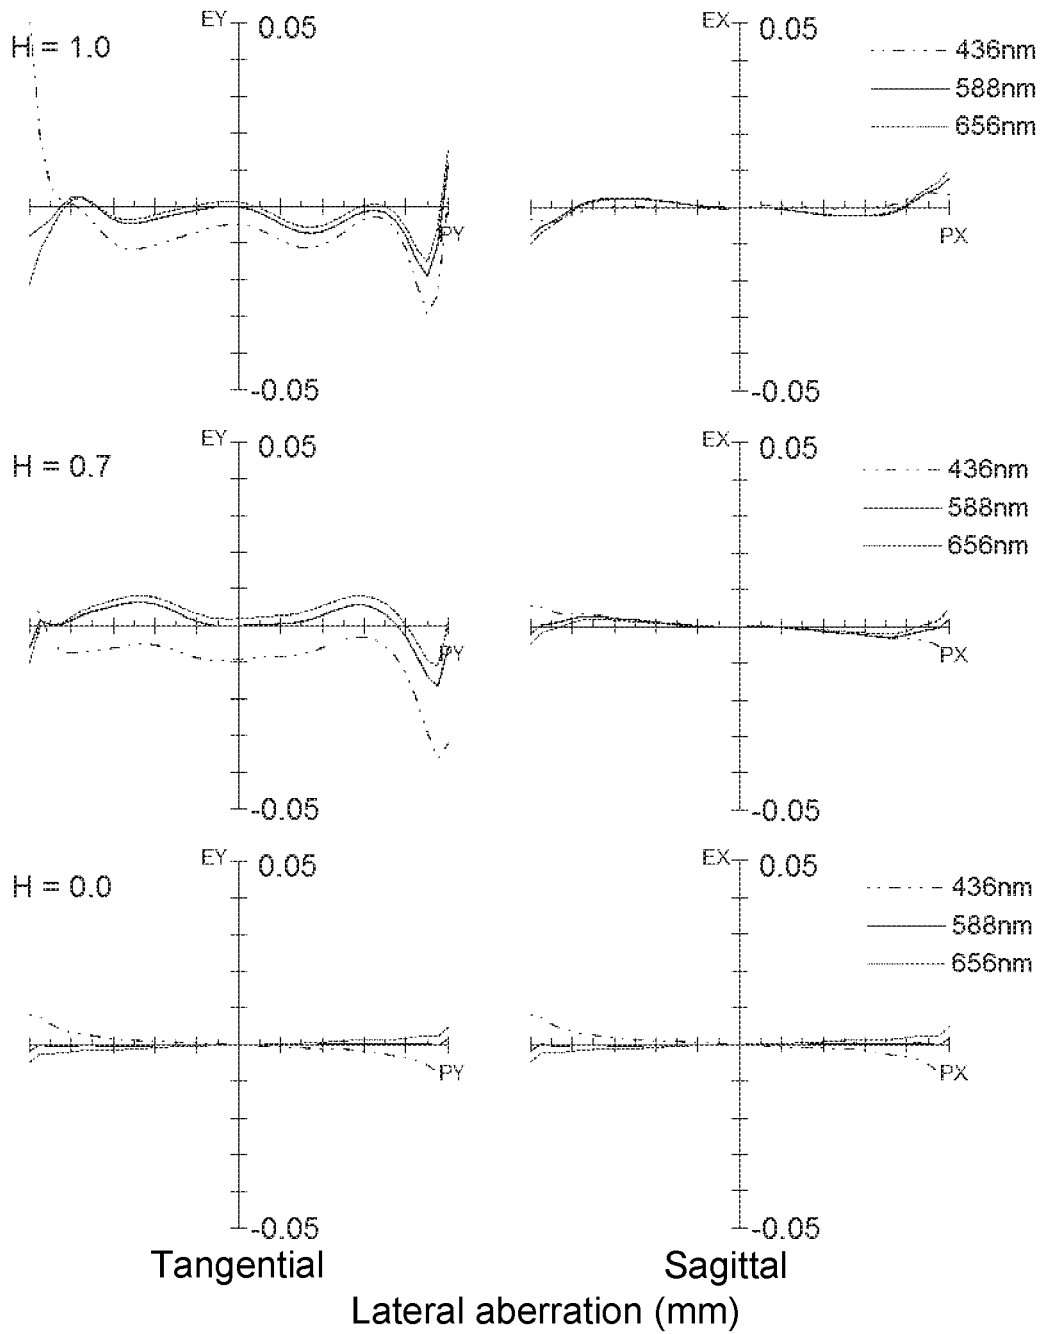 H = 1.0
EY 0.05
PY
-0.05
EX 0.05
436nm
588nm
656nm
PX
-0.05
H = 0.7
EY 0.05
PY
-0.05
EX 0.05
436nm
588nm
656nm
PX
-0.05
H = 0.0
EY 0.05
PY
-0.05
EX 0.05
436nm
588nm
656nm
PX
-0.05
Tangential
Sagittal
Lateral aberration (mm)